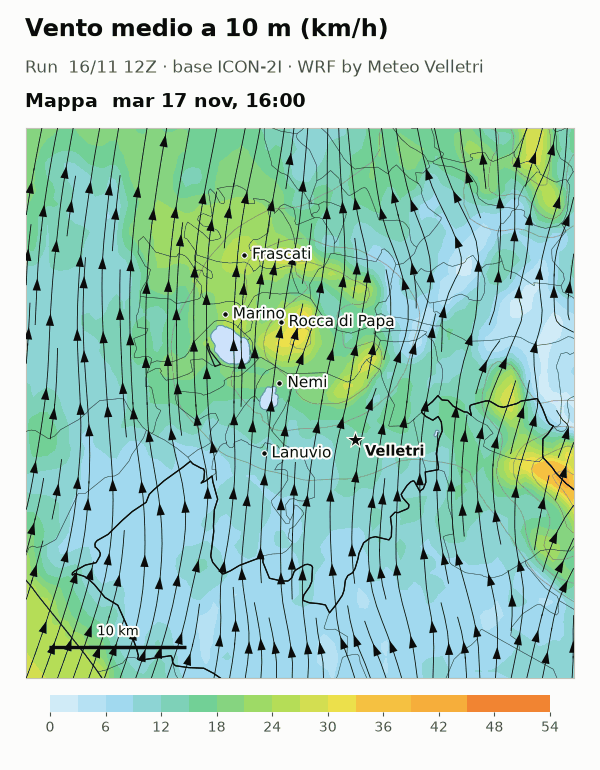 Vento medio a 10 m (km/h)
Run 16/11 12Z · base ICON-2I · WRF by Meteo Velletri
Mappa mar 17 nov, 16:00
Frascati
Marino
Rocca di Papa
Nemi
Velletri
Lanuvio
10 km
0 6 12 18 24 30 36 42 48 54